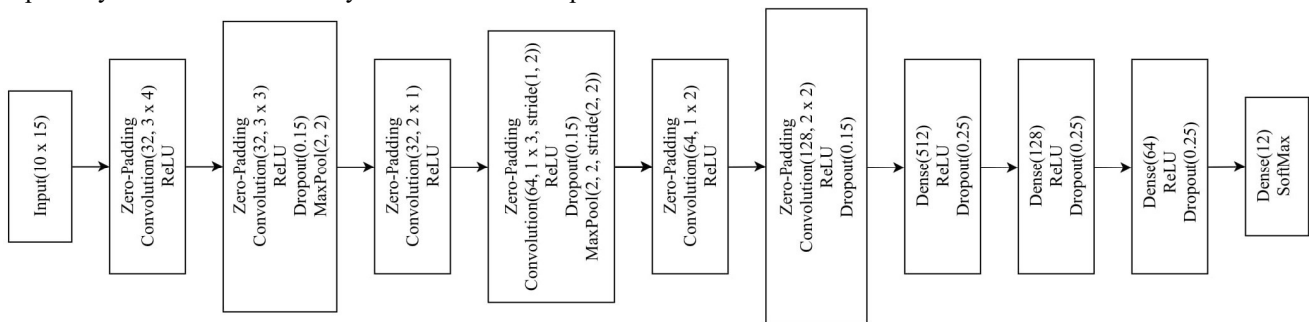 Input(10 x 15)
Zero-Padding
Convolution(32, 3 x 4)
ReLU
Zero-Padding
Convolution(32, 3 x 3)
ReLU
Dropout(0.15)
MaxPool(2, 2)
Zero-Padding
Convolution(32, 2 x 1)
ReLU
Zero-Padding
Convolution(64, 1 x 3, stride(1, 2))
ReLU
Dropout(0.15)
MaxPool(2, 2, stride(2, 2))
Zero-Padding
Convolution(64, 1 x 2)
ReLU
Zero-Padding
Convolution(128, 2 x 2)
ReLU
Dropout(0.15)
Dense(512)
ReLU
Dropout(0.25)
Dense(128)
ReLU
Dropout(0.25)
Dense(64)
ReLU
Dropout(0.25)
Dense(12)
SoftMax